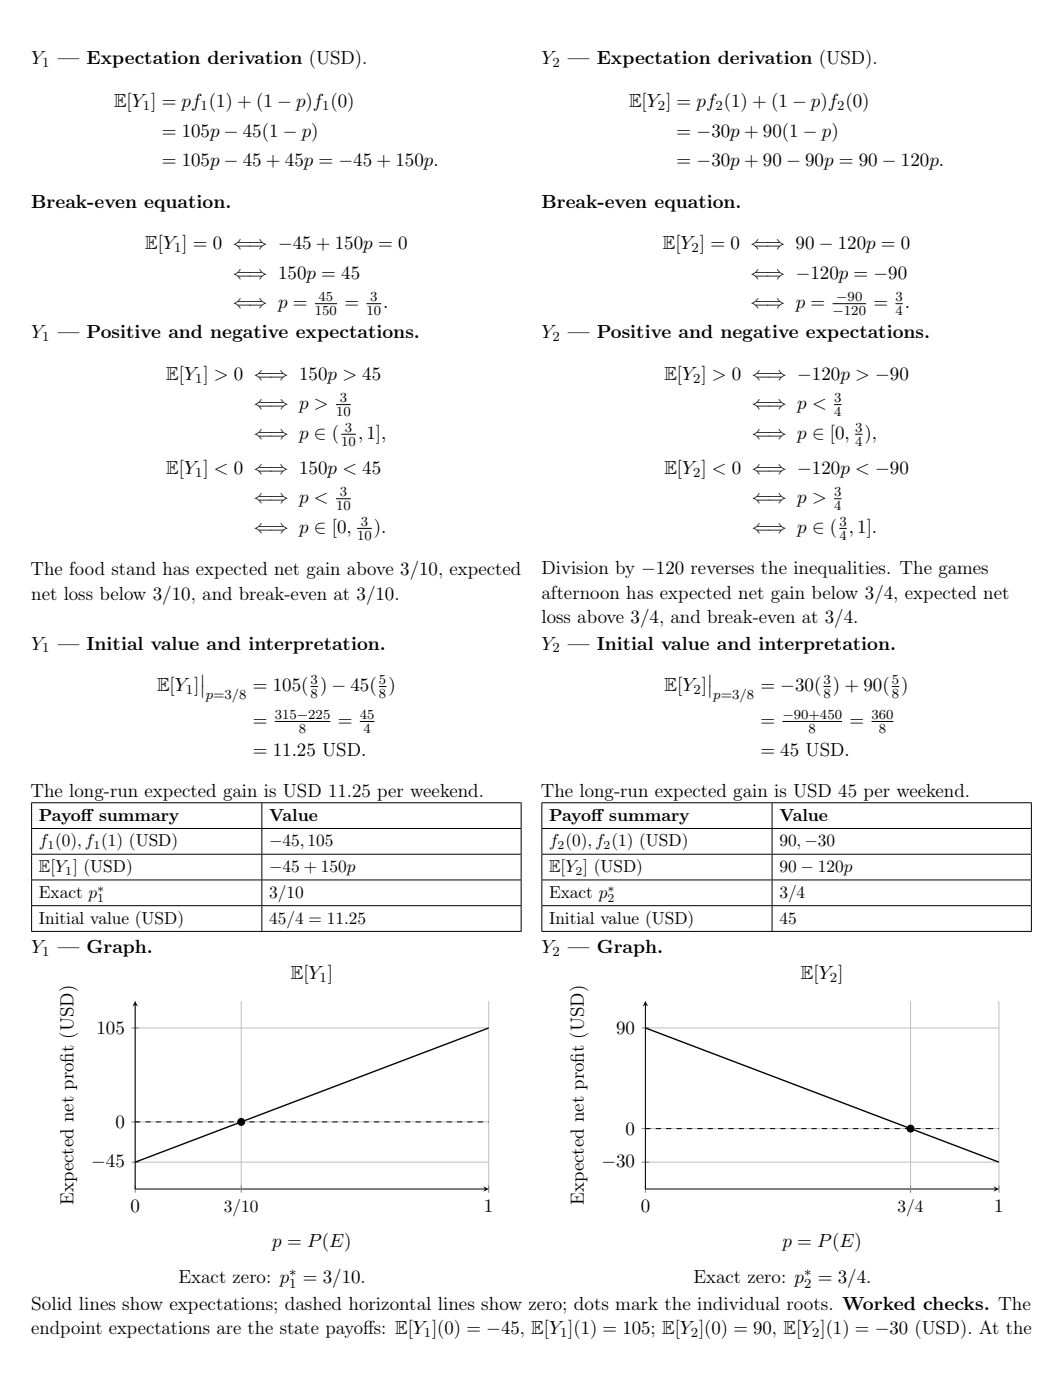 Y₁ — Expectation derivation (USD).
𝔼[Y₁] = pf₁(1) + (1 − p)f₁(0)
= 105p − 45(1 − p)
= 105p − 45 + 45p = −45 + 150p.
Break-even equation.
𝔼[Y₁] = 0 ⟺ −45 + 150p = 0
⟺ 150p = 45
⟺ p = 45/150 = 3/10.
Y₁ — Positive and negative expectations.
𝔼[Y₁] > 0 ⟺ 150p > 45
⟺ p > 3/10
⟺ p ∈ (3/10, 1],
𝔼[Y₁] < 0 ⟺ 150p < 45
⟺ p < 3/10
⟺ p ∈ [0, 3/10).
The food stand has expected net gain above 3/10, expected
net loss below 3/10, and break-even at 3/10.
Y₁ — Initial value and interpretation.
𝔼[Y₁]|p=3/8 = 105(3/8) − 45(5/8)
= (315−225)/8 = 45/4
= 11.25 USD.
The long-run expected gain is USD 11.25 per weekend.
Payoff summary Value
f₁(0), f₁(1) (USD) −45, 105
𝔼[Y₁] (USD) −45 + 150p
Exact p₁* 3/10
Initial value (USD) 45/4 = 11.25
Y₁ — Graph.
𝔼[Y₁]
Expected net profit (USD)
105
0
−45
0 3/10 1
p = P(E)
Exact zero: p₁* = 3/10.
Y₂ — Expectation derivation (USD).
𝔼[Y₂] = pf₂(1) + (1 − p)f₂(0)
= −30p + 90(1 − p)
= −30p + 90 − 90p = 90 − 120p.
Break-even equation.
𝔼[Y₂] = 0 ⟺ 90 − 120p = 0
⟺ −120p = −90
⟺ p = −90/−120 = 3/4.
Y₂ — Positive and negative expectations.
𝔼[Y₂] > 0 ⟺ −120p > −90
⟺ p < 3/4
⟺ p ∈ [0, 3/4),
𝔼[Y₂] < 0 ⟺ −120p < −90
⟺ p > 3/4
⟺ p ∈ (3/4, 1].
Division by −120 reverses the inequalities. The games
afternoon has expected net gain below 3/4, expected net
loss above 3/4, and break-even at 3/4.
Y₂ — Initial value and interpretation.
𝔼[Y₂]|p=3/8 = −30(3/8) + 90(5/8)
= (−90+450)/8 = 360/8
= 45 USD.
The long-run expected gain is USD 45 per weekend.
Payoff summary Value
f₂(0), f₂(1) (USD) 90, −30
𝔼[Y₂] (USD) 90 − 120p
Exact p₂* 3/4
Initial value (USD) 45
Y₂ — Graph.
𝔼[Y₂]
Expected net profit (USD)
90
0
−30
0 3/4 1
p = P(E)
Exact zero: p₂* = 3/4.
Solid lines show expectations; dashed horizontal lines show zero; dots mark the individual roots. Worked checks. The
endpoint expectations are the state payoffs: 𝔼[Y₁](0) = −45, 𝔼[Y₁](1) = 105; 𝔼[Y₂](0) = 90, 𝔼[Y₂](1) = −30 (USD). At the